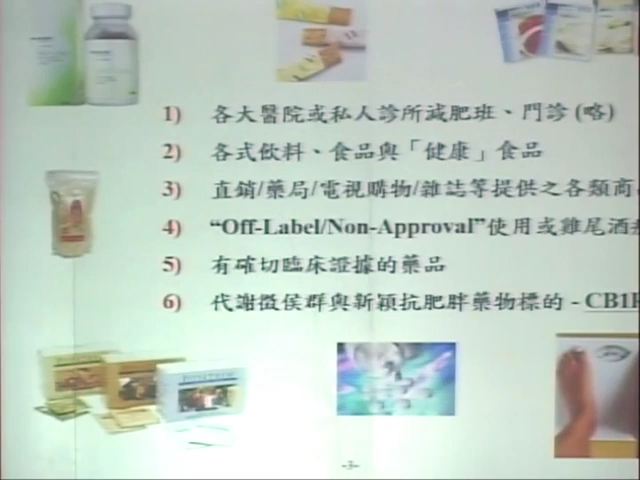 1) 各大醫院或私人診所減肥班、門診 (略)
2) 各式飲料、食品與「健康」食品
3) 直銷/藥局/電視購物/雜誌等提供之各類商
4) “Off-Label/Non-Approval”使用或雞尾酒
5) 有確切臨床證據的藥品
6) 代謝徵侯群與新穎抗肥胖藥物標的 - CB1